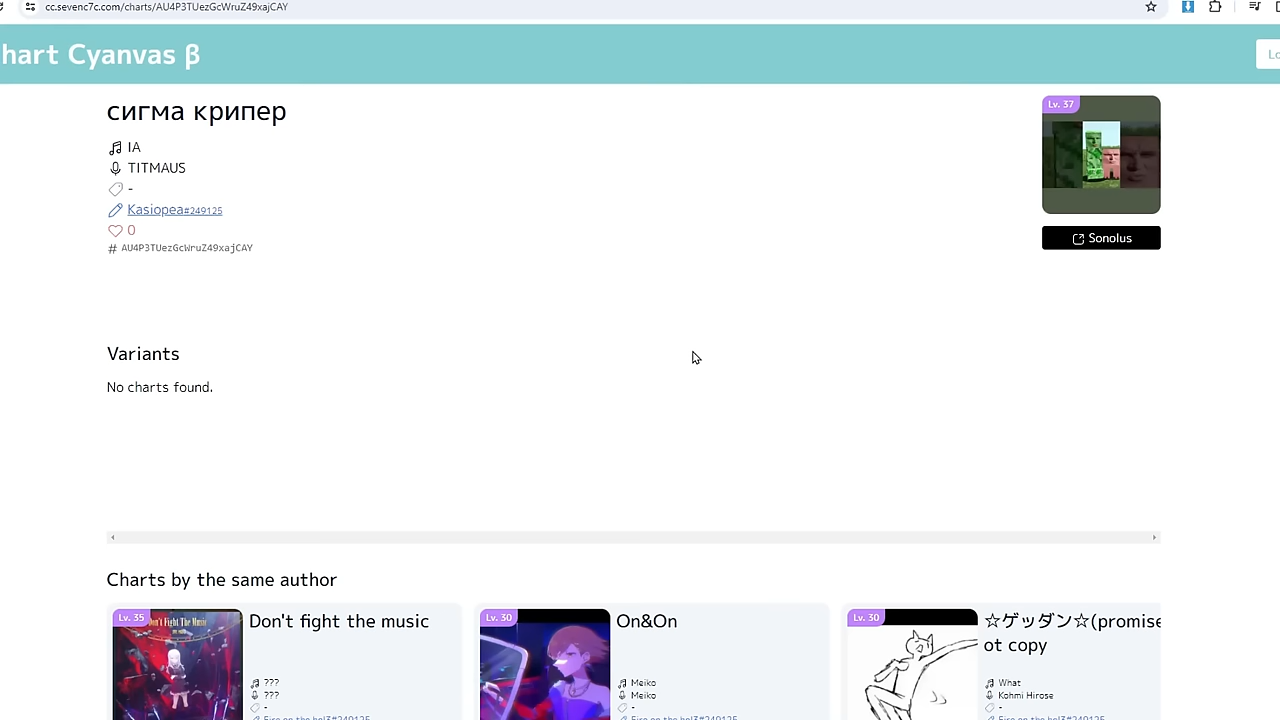 cc.sevenc7c.com/charts/AU4P3TUezGcWruZ49xajCAY
hart Cyanvas β
Lo
сигма крипер
Lv. 37
IA
TITMAUS
-
Kasiopea#249125
0
# AU4P3TUezGcWruZ49xajCAY
Sonolus
Variants
No charts found.
Charts by the same author
Lv. 35
Don't fight the music
???
???
-
Lv. 30
On&On
Meiko
Meiko
-
Lv. 30
☆ゲッダン☆(promise
ot copy
What
Kohmi Hirose
-